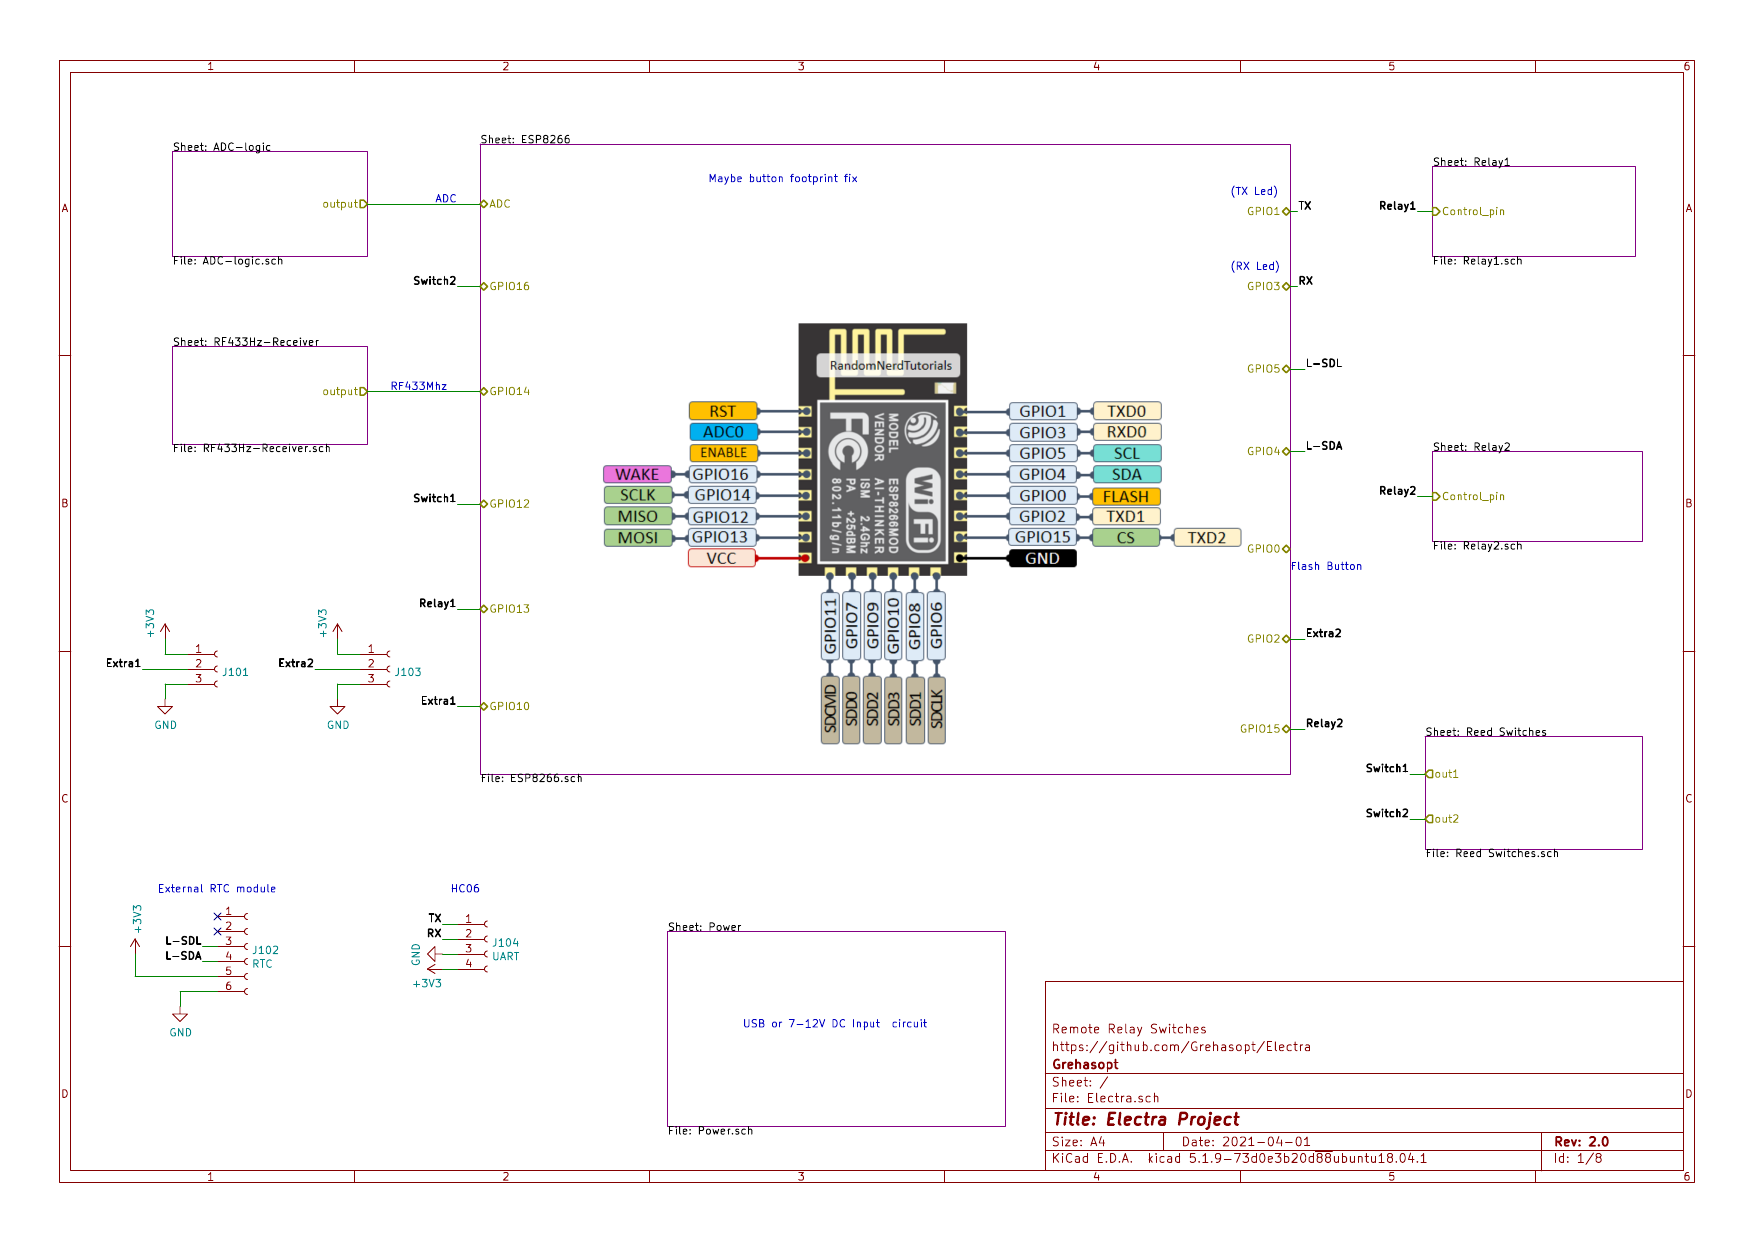 1 2 3 4 5 6
A
B
C
D
A
B
C
D
1 2 3 4 5 6
Sheet: ADC-logic
output
File: ADC-logic.sch
ADC
Sheet: RF433Hz-Receiver
output
File: RF433Hz-Receiver.sch
RF433Mhz
Sheet: ESP8266
Maybe button footprint fix
ADC
Switch2
GPIO16
GPIO14
Switch1
GPIO12
Relay1
GPIO13
Extra1
GPIO10
File: ESP8266.sch
(TX Led)
GPIO1
TX
(RX Led)
GPIO3
RX
GPIO5
L-SDL
GPIO4
L-SDA
GPIO0
Flash Button
GPIO2
Extra2
GPIO15
Relay2
RandomNerdTutorials
RST
ADC0
ENABLE
WAKE GPIO16
SCLK GPIO14
MISO GPIO12
MOSI GPIO13
VCC
GPIO1 TXD0
GPIO3 RXD0
GPIO5 SCL
GPIO4 SDA
GPIO0 FLASH
GPIO2 TXD1
GPIO15 CS TXD2
GND
FC
MODEL ESP8266MOD
VENDOR AI-THINKER
ISM 2.4Ghz
PA +25dBM
802.11b/g/n
WiFi
GPIO11 SDCMD
GPIO7 SDD0
GPIO9 SDD2
GPIO10 SDD3
GPIO8 SDD1
GPIO6 SDCLK
Sheet: Relay1
Relay1
Control_pin
File: Relay1.sch
Sheet: Relay2
Relay2
Control_pin
File: Relay2.sch
Sheet: Reed Switches
Switch1
out1
Switch2
out2
File: Reed Switches.sch
+3V3
1
Extra1 2
3
J101
GND
+3V3
1
Extra2 2
3
J103
GND
External RTC module
+3V3
1
2
L-SDL 3
L-SDA 4
5
6
J102
RTC
GND
HC06
TX 1
RX 2
GND 3
4
+3V3
J104
UART
Sheet: Power
USB or 7-12V DC Input circuit
File: Power.sch
Remote Relay Switches
https://github.com/Grehasopt/Electra
Grehasopt
Sheet: /
File: Electra.sch
Title: Electra Project
Size: A4 Date: 2021-04-01 Rev: 2.0
KiCad E.D.A. kicad 5.1.9-73d0e3b20d88ubuntu18.04.1 Id: 1/8